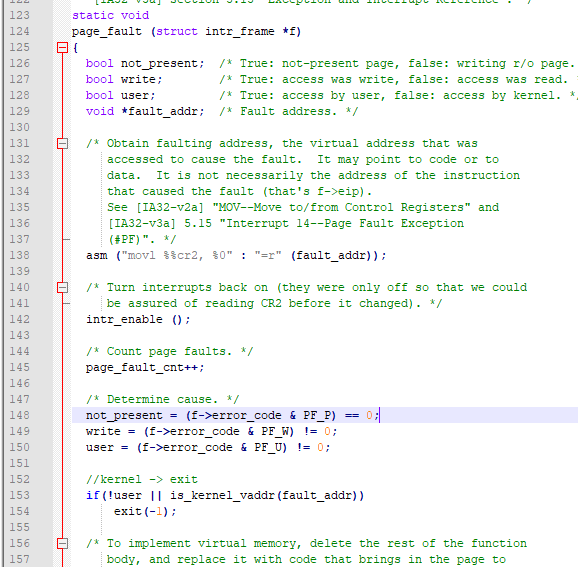 122 [IA32-v3a] section 5.15 "Exception and Interrupt Reference". */
123 static void
124 page_fault (struct intr_frame *f)
125 {
126 bool not_present; /* True: not-present page, false: writing r/o page.
127 bool write; /* True: access was write, false: access was read. *
128 bool user; /* True: access by user, false: access by kernel. */
129 void *fault_addr; /* Fault address. */
130
131 /* Obtain faulting address, the virtual address that was
132 accessed to cause the fault. It may point to code or to
133 data. It is not necessarily the address of the instruction
134 that caused the fault (that's f->eip).
135 See [IA32-v2a] "MOV--Move to/from Control Registers" and
136 [IA32-v3a] 5.15 "Interrupt 14--Page Fault Exception
137 (#PF)". */
138 asm ("movl %%cr2, %0" : "=r" (fault_addr));
139
140 /* Turn interrupts back on (they were only off so that we could
141 be assured of reading CR2 before it changed). */
142 intr_enable ();
143
144 /* Count page faults. */
145 page_fault_cnt++;
146
147 /* Determine cause. */
148 not_present = (f->error_code & PF_P) == 0;
149 write = (f->error_code & PF_W) != 0;
150 user = (f->error_code & PF_U) != 0;
151
152 //kernel -> exit
153 if(!user || is_kernel_vaddr(fault_addr))
154 exit(-1);
155
156 /* To implement virtual memory, delete the rest of the function
157 body, and replace it with code that brings in the page to